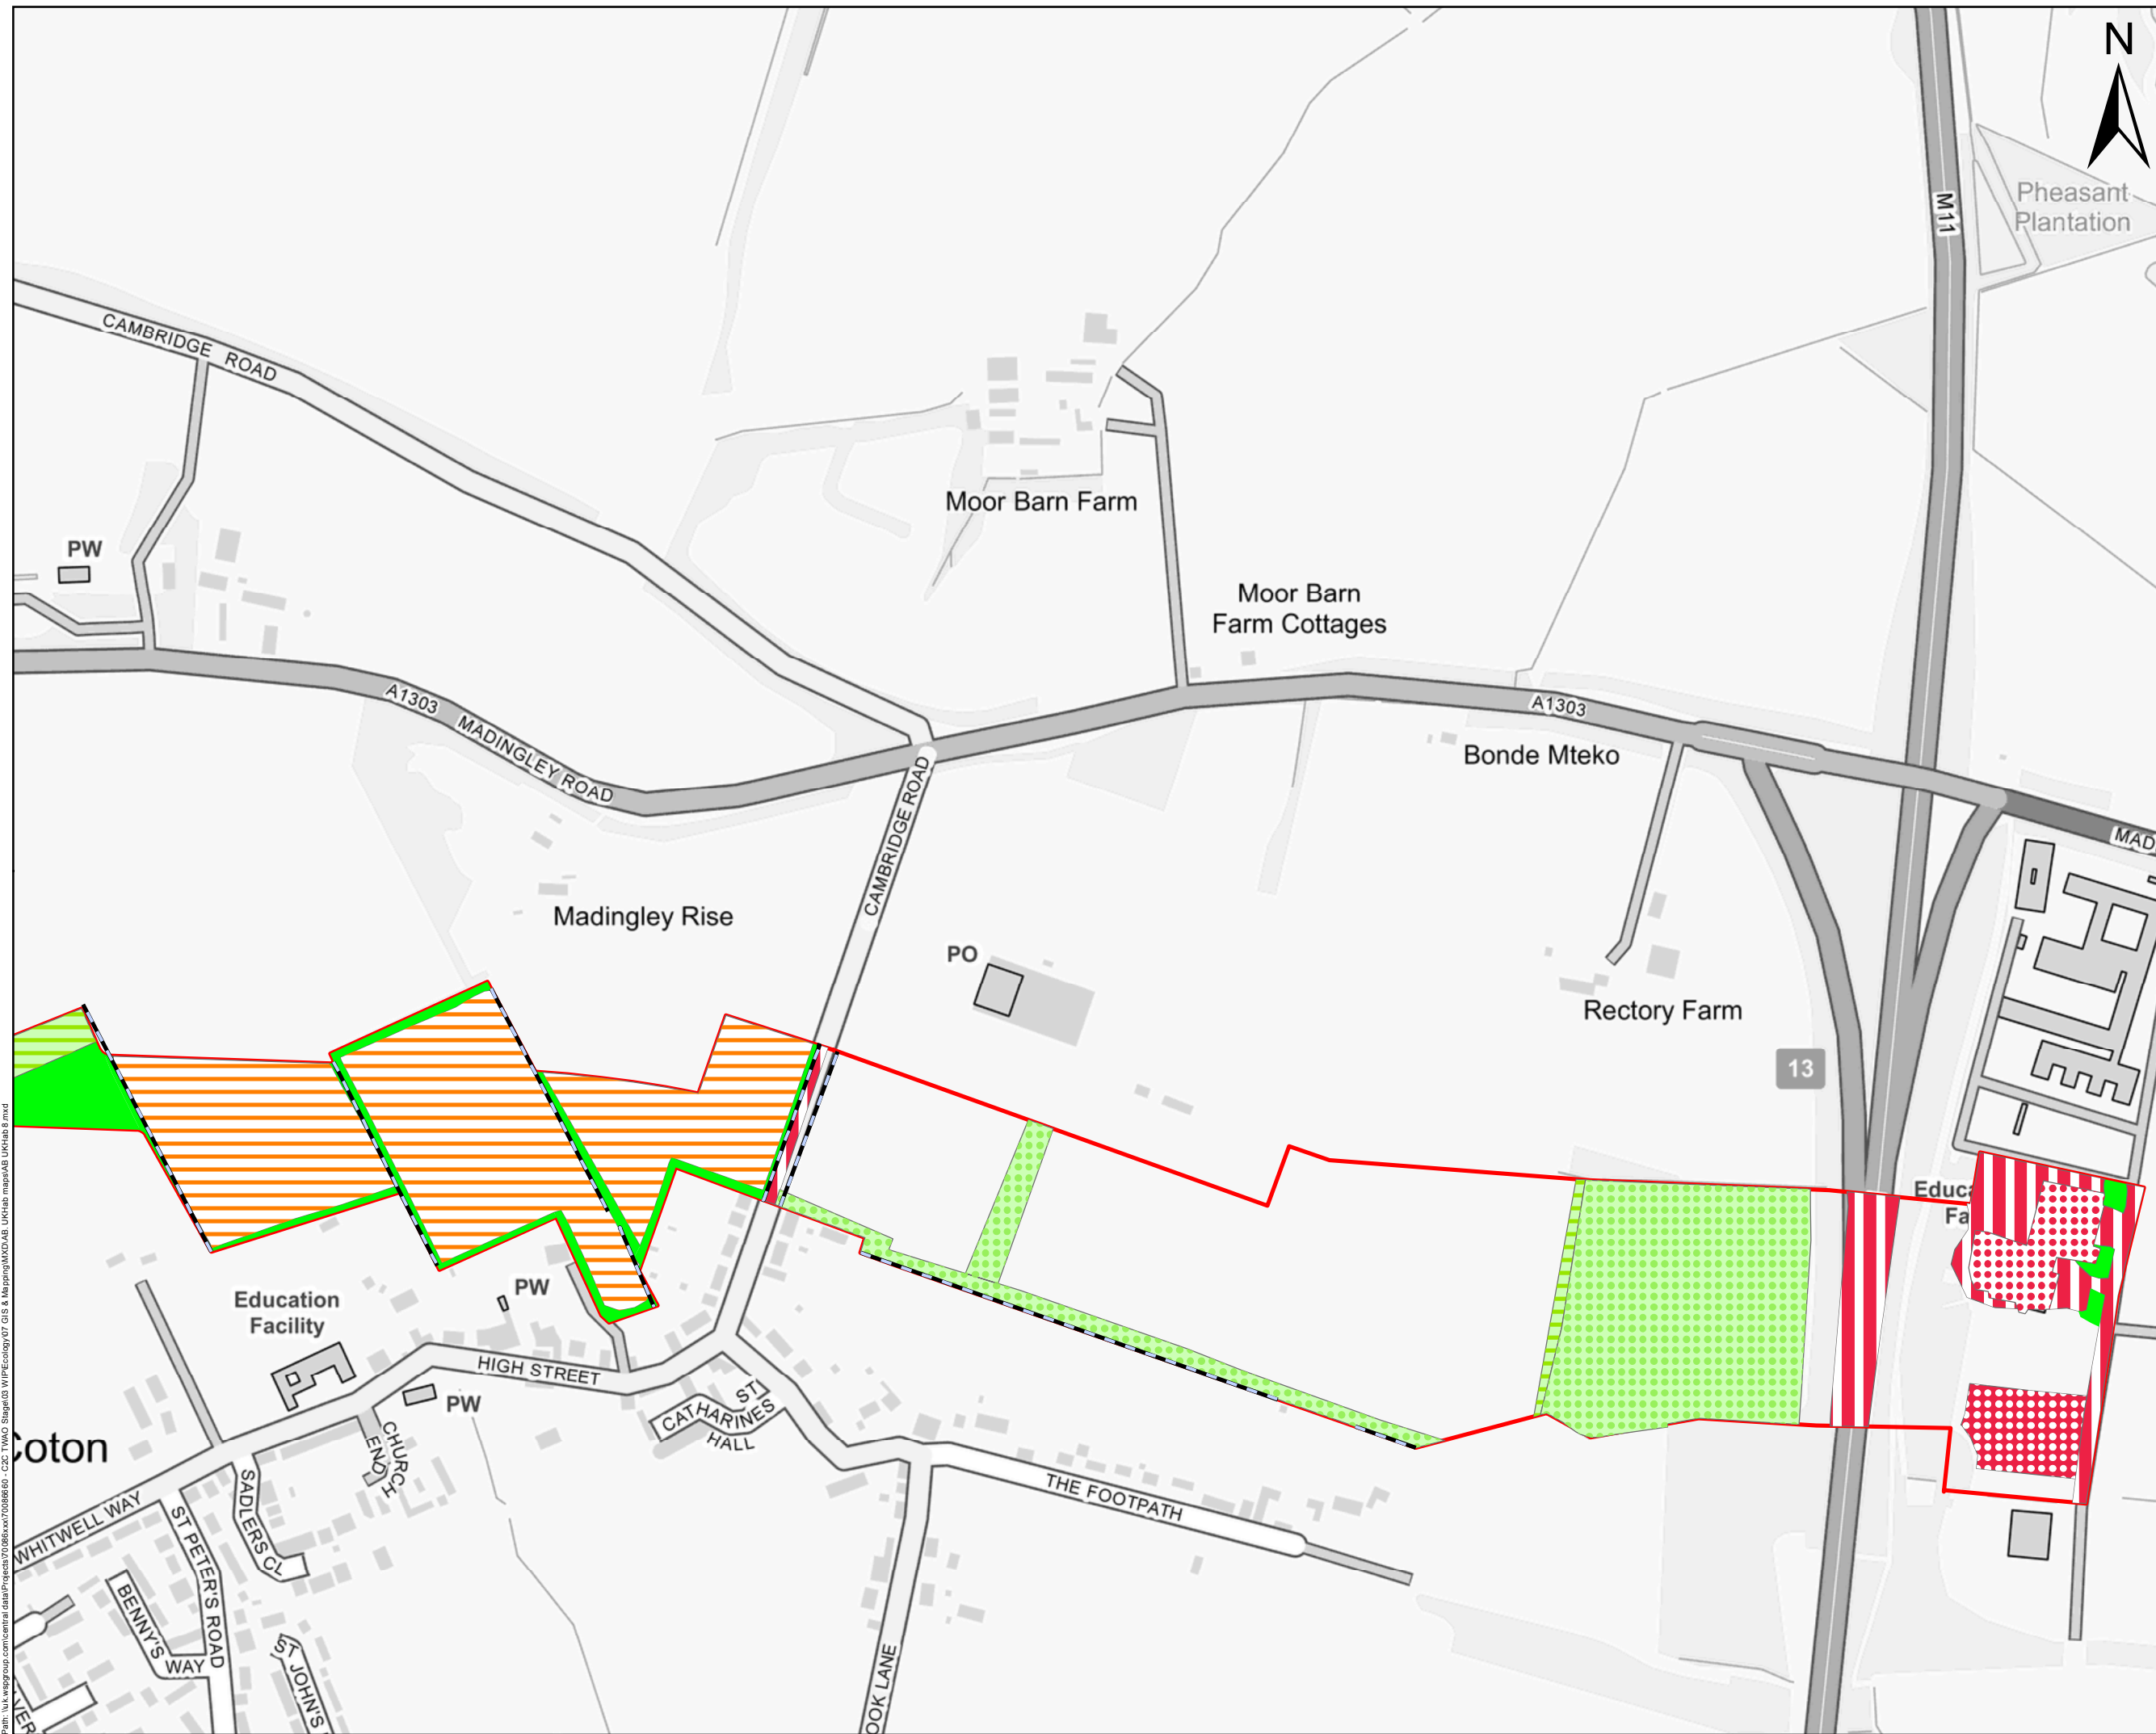 N
M11
Pheasant
Plantation
CAMBRIDGE ROAD
Moor Barn Farm
PW
Moor Barn
Farm Cottages
A1303
MADINGLEY ROAD
A1303
Bonde Mteko
MAD
CAMBRIDGE ROAD
Madingley Rise
PO
Rectory Farm
13
Educa
Fa
PW
Education
Facility
HIGH STREET
PW
ST
CATHARINES
HALL
CHURCH
END
Coton
THE FOOTPATH
WHITWELL WAY
SADLERS CL
ST PETER'S ROAD
BENNY'S
WAY
ST JOHN'S
OOK LANE
VER